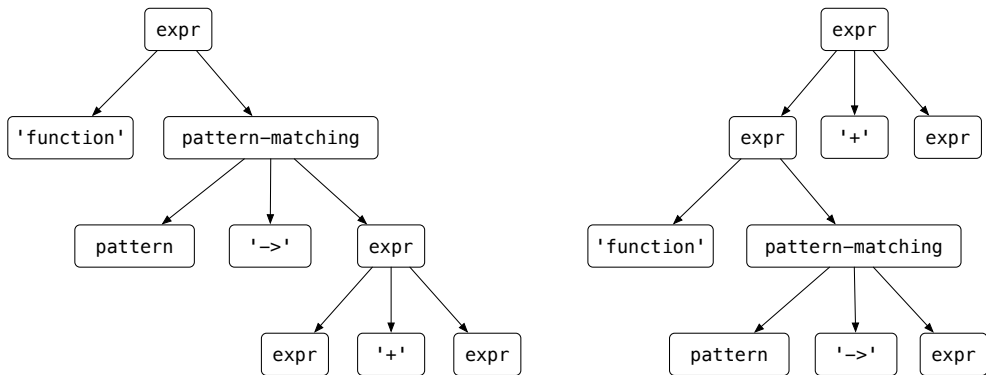 expr
'function'
pattern-matching
pattern
'->'
expr
expr
'+'
expr
expr
expr
'+'
expr
'function'
pattern-matching
pattern
'->'
expr